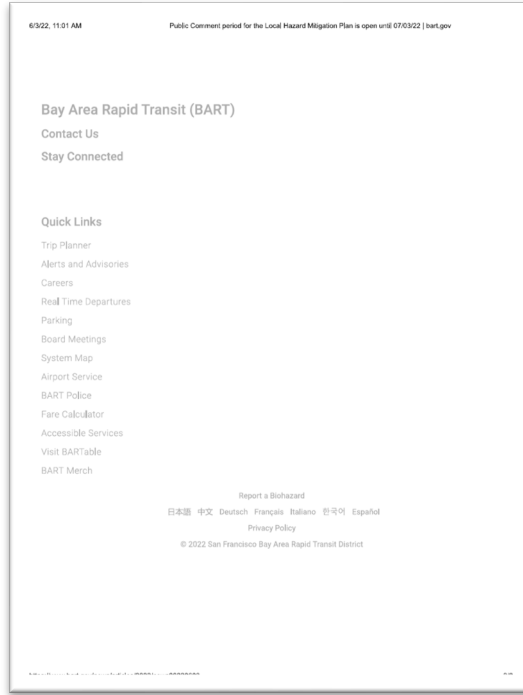 6/3/22, 11:01 AM Public Comment period for the Local Hazard Mitigation Plan is open until 07/03/22 | bart.gov
Bay Area Rapid Transit (BART)
Contact Us
Stay Connected
Quick Links
Trip Planner
Alerts and Advisories
Careers
Real Time Departures
Parking
Board Meetings
System Map
Airport Service
BART Police
Fare Calculator
Accessible Services
Visit BARTable
BART Merch
Report a Biohazard
日本語 中文 Deutsch Français Italiano 한국어 Español
Privacy Policy
© 2022 San Francisco Bay Area Rapid Transit District